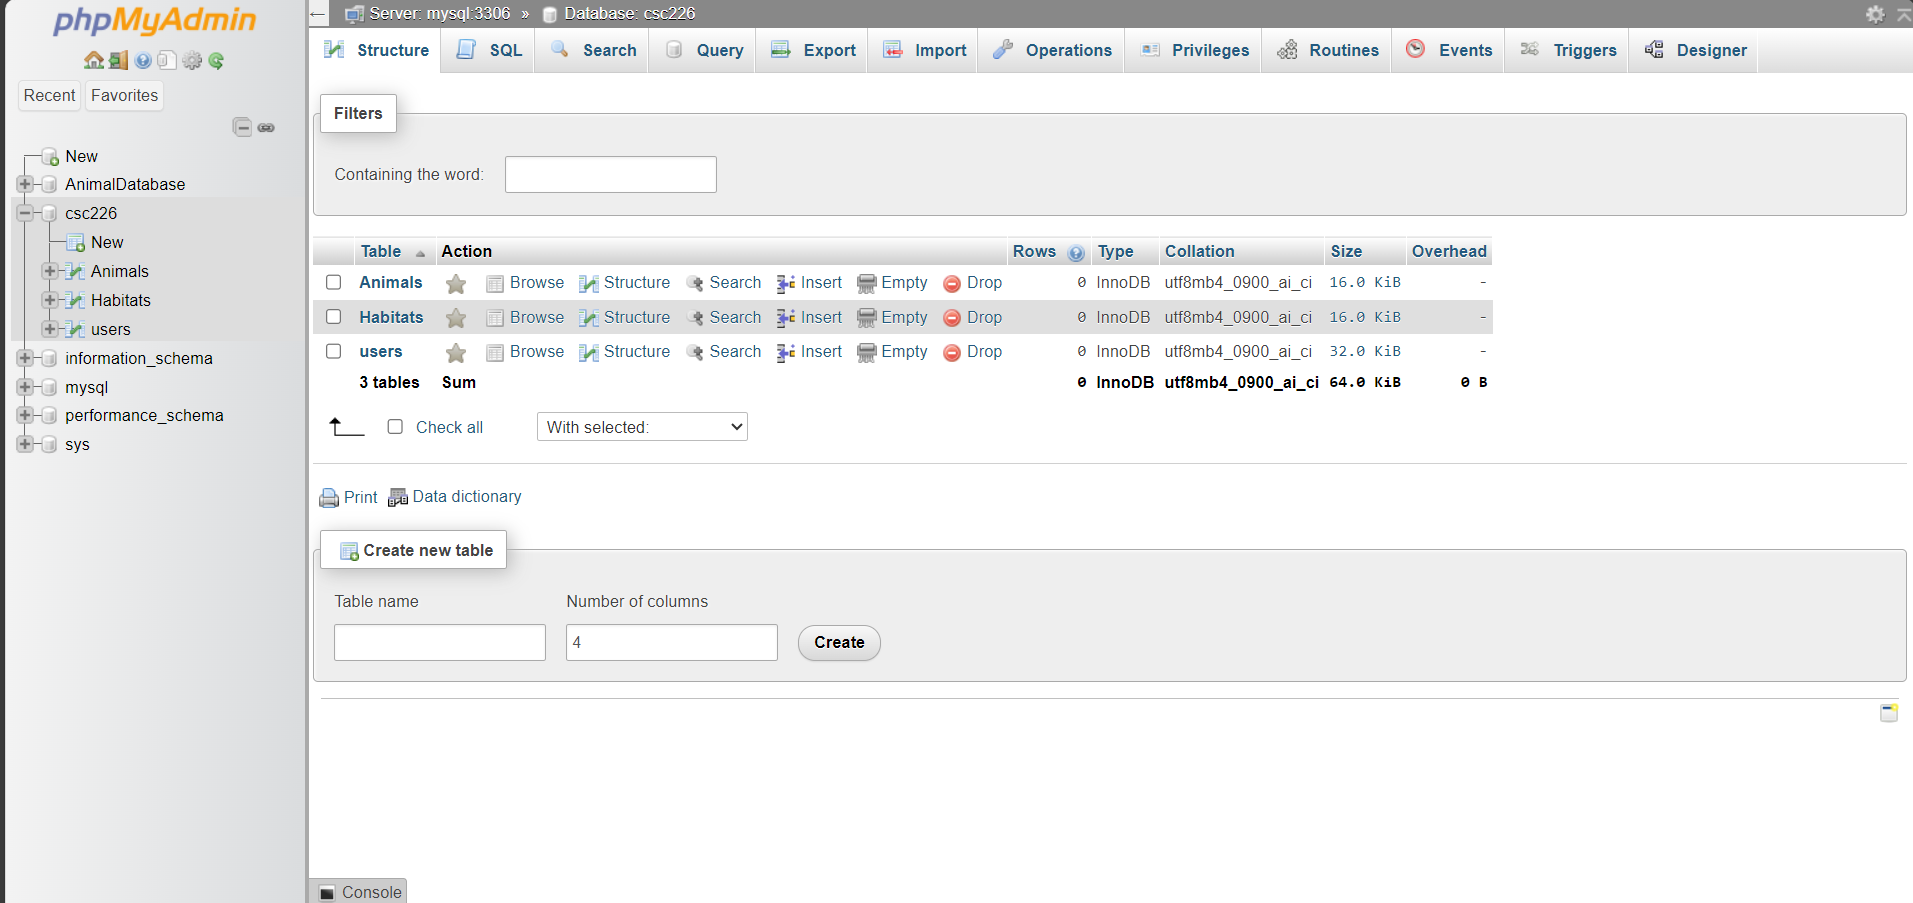 phpMyAdmin
Recent Favorites
New
AnimalDatabase
csc226
New
Animals
Habitats
users
information_schema
mysql
performance_schema
sys
← Server: mysql:3306 » Database: csc226
Structure SQL Search Query Export Import Operations Privileges Routines Events Triggers Designer
Filters
Containing the word:
Table Action Rows Type Collation Size Overhead
Animals Browse Structure Search Insert Empty Drop 0 InnoDB utf8mb4_0900_ai_ci 16.0 KiB -
Habitats Browse Structure Search Insert Empty Drop 0 InnoDB utf8mb4_0900_ai_ci 16.0 KiB -
users Browse Structure Search Insert Empty Drop 0 InnoDB utf8mb4_0900_ai_ci 32.0 KiB -
3 tables Sum 0 InnoDB utf8mb4_0900_ai_ci 64.0 KiB 0 B
Check all With selected:
Print Data dictionary
Create new table
Table name Number of columns
4 Create
Console